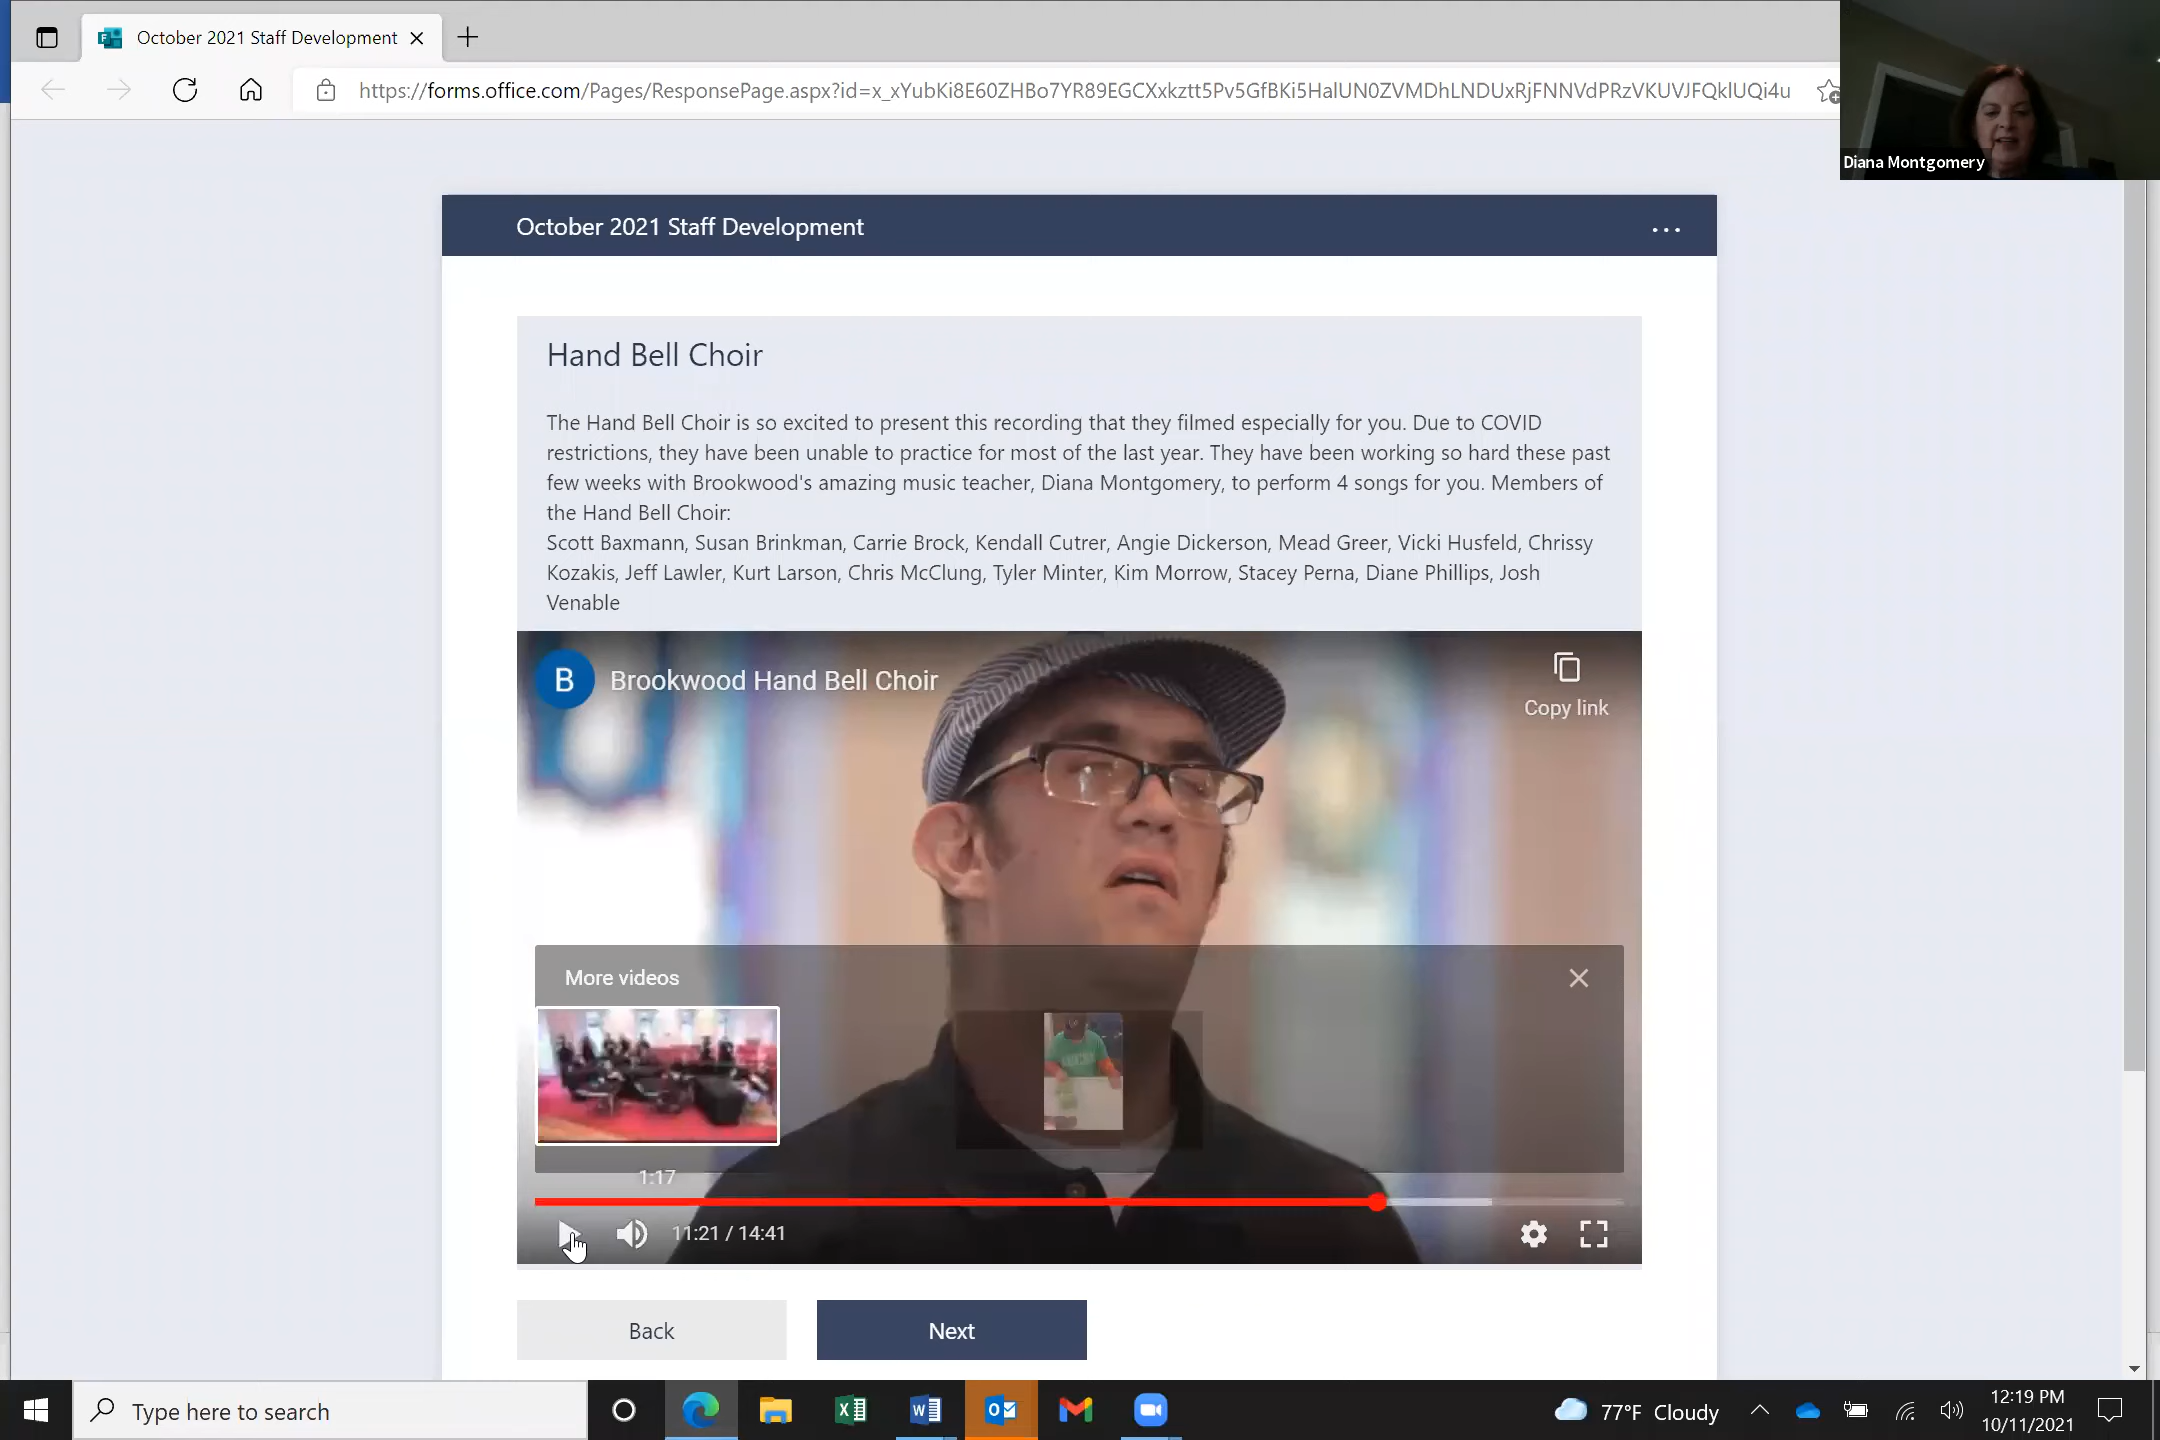 October 2021 Staff Development
https://forms.office.com/Pages/ResponsePage.aspx?id=x_xYubKi8E60ZHBo7YR89EGCXxkztt5Pv5GfBKi5HalUN0ZVMDhLNDUxRjFNNVdPRzVKUVJFQklUQi4u
Diana Montgomery
October 2021 Staff Development
...
Hand Bell Choir
The Hand Bell Choir is so excited to present this recording that they filmed especially for you. Due to COVID
restrictions, they have been unable to practice for most of the last year. They have been working so hard these past
few weeks with Brookwood's amazing music teacher, Diana Montgomery, to perform 4 songs for you. Members of
the Hand Bell Choir:
Scott Baxmann, Susan Brinkman, Carrie Brock, Kendall Cutrer, Angie Dickerson, Mead Greer, Vicki Husfeld, Chrissy
Kozakis, Jeff Lawler, Kurt Larson, Chris McClung, Tyler Minter, Kim Morrow, Stacey Perna, Diane Phillips, Josh
Venable
B Brookwood Hand Bell Choir
Copy link
More videos
1:17
11:21 / 14:41
Back
Next
Type here to search
77°F Cloudy
12:19 PM
10/11/2021